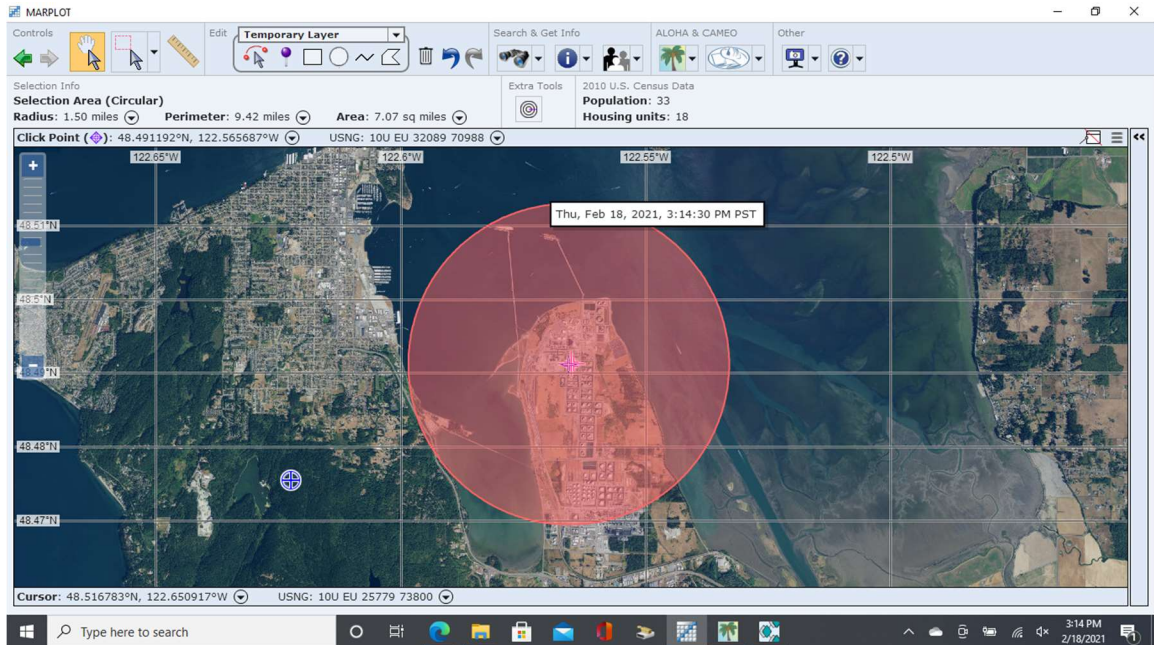 MARPLOT
Controls
Edit
Temporary Layer
Search & Get Info
ALOHA & CAMEO
Other
Selection Info
Selection Area (Circular)
Radius: 1.50 miles Perimeter: 9.42 miles Area: 7.07 sq miles
Extra Tools
2010 U.S. Census Data
Population: 33
Housing units: 18
Click Point ( ): 48.491192°N, 122.565687°W USNG: 10U EU 32089 70988
122.65°W 122.6°W 122.55°W 122.5°W
Thu, Feb 18, 2021, 3:14:30 PM PST
48.51°N
48.5°N
48.49°N
48.48°N
48.47°N
Cursor: 48.516783°N, 122.650917°W USNG: 10U EU 25779 73800
Type here to search
3:14 PM
2/18/2021
1